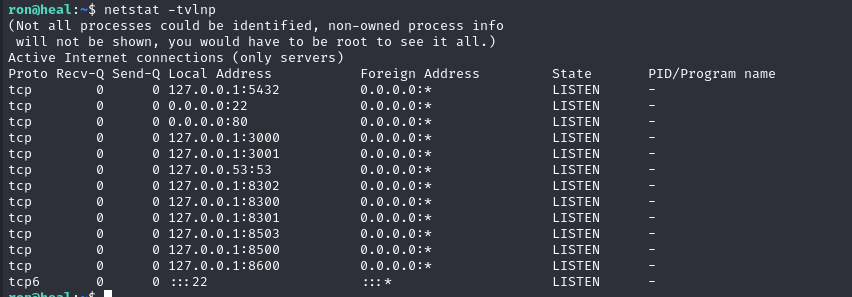 ron@heal:~$ netstat -tvlnp
(Not all processes could be identified, non-owned process info
 will not be shown, you would have to be root to see it all.)
Active Internet connections (only servers)
Proto Recv-Q Send-Q Local Address           Foreign Address         State       PID/Program name
tcp        0      0 127.0.0.1:5432          0.0.0.0:*               LISTEN      -
tcp        0      0 0.0.0.0:22              0.0.0.0:*               LISTEN      -
tcp        0      0 0.0.0.0:80              0.0.0.0:*               LISTEN      -
tcp        0      0 127.0.0.1:3000          0.0.0.0:*               LISTEN      -
tcp        0      0 127.0.0.1:3001          0.0.0.0:*               LISTEN      -
tcp        0      0 127.0.0.53:53           0.0.0.0:*               LISTEN      -
tcp        0      0 127.0.0.1:8302          0.0.0.0:*               LISTEN      -
tcp        0      0 127.0.0.1:8300          0.0.0.0:*               LISTEN      -
tcp        0      0 127.0.0.1:8301          0.0.0.0:*               LISTEN      -
tcp        0      0 127.0.0.1:8503          0.0.0.0:*               LISTEN      -
tcp        0      0 127.0.0.1:8500          0.0.0.0:*               LISTEN      -
tcp        0      0 127.0.0.1:8600          0.0.0.0:*               LISTEN      -
tcp6       0      0 :::22                   :::*                    LISTEN      -
ron@heal:~$